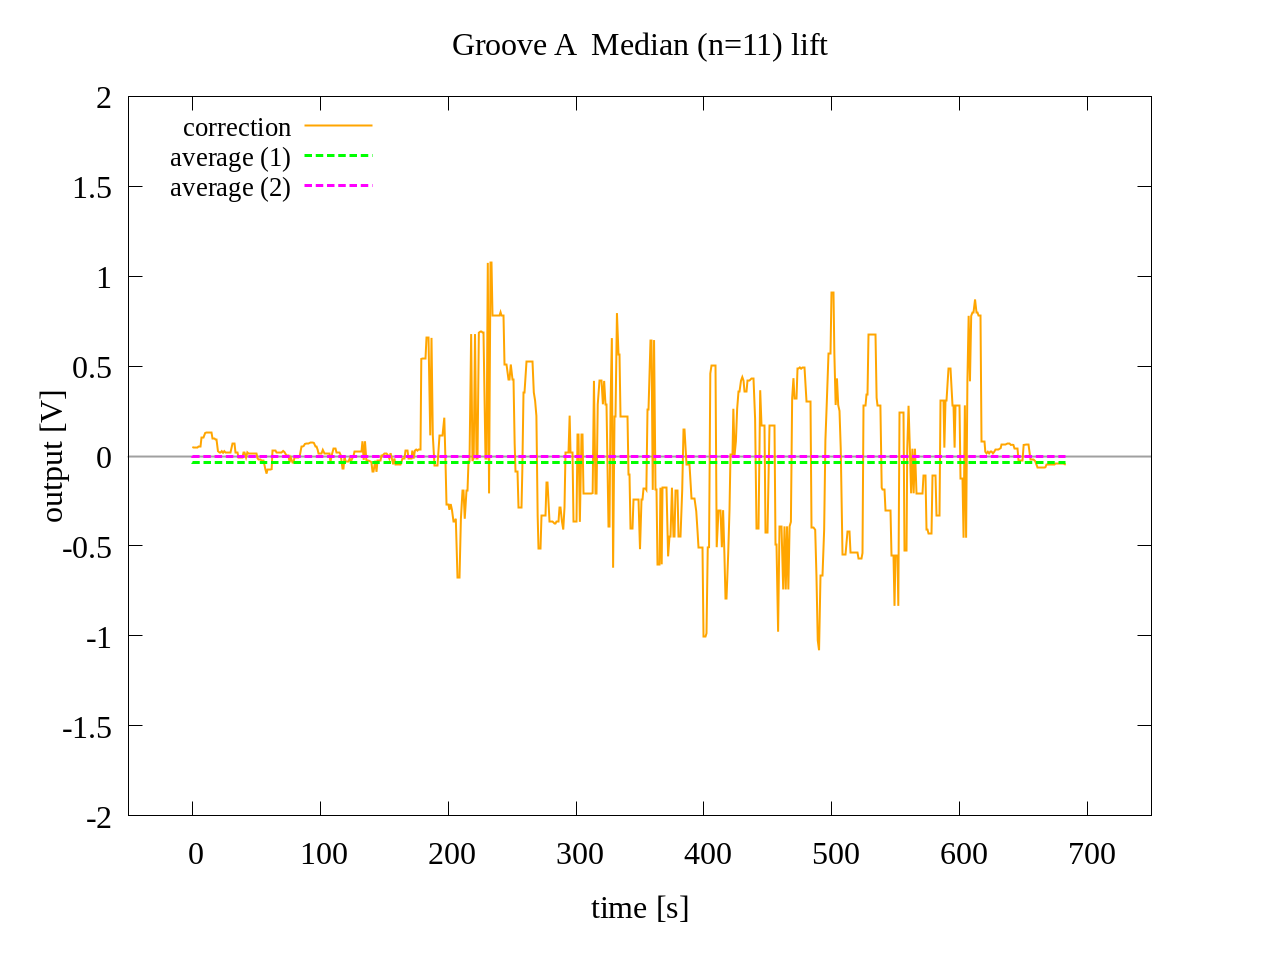 Groove A  Median (n=11) lift
correction
average (1)
average (2)
2
1.5
1
0.5
0
-0.5
-1
-1.5
-2
output [V]
0 100 200 300 400 500 600 700
time [s]